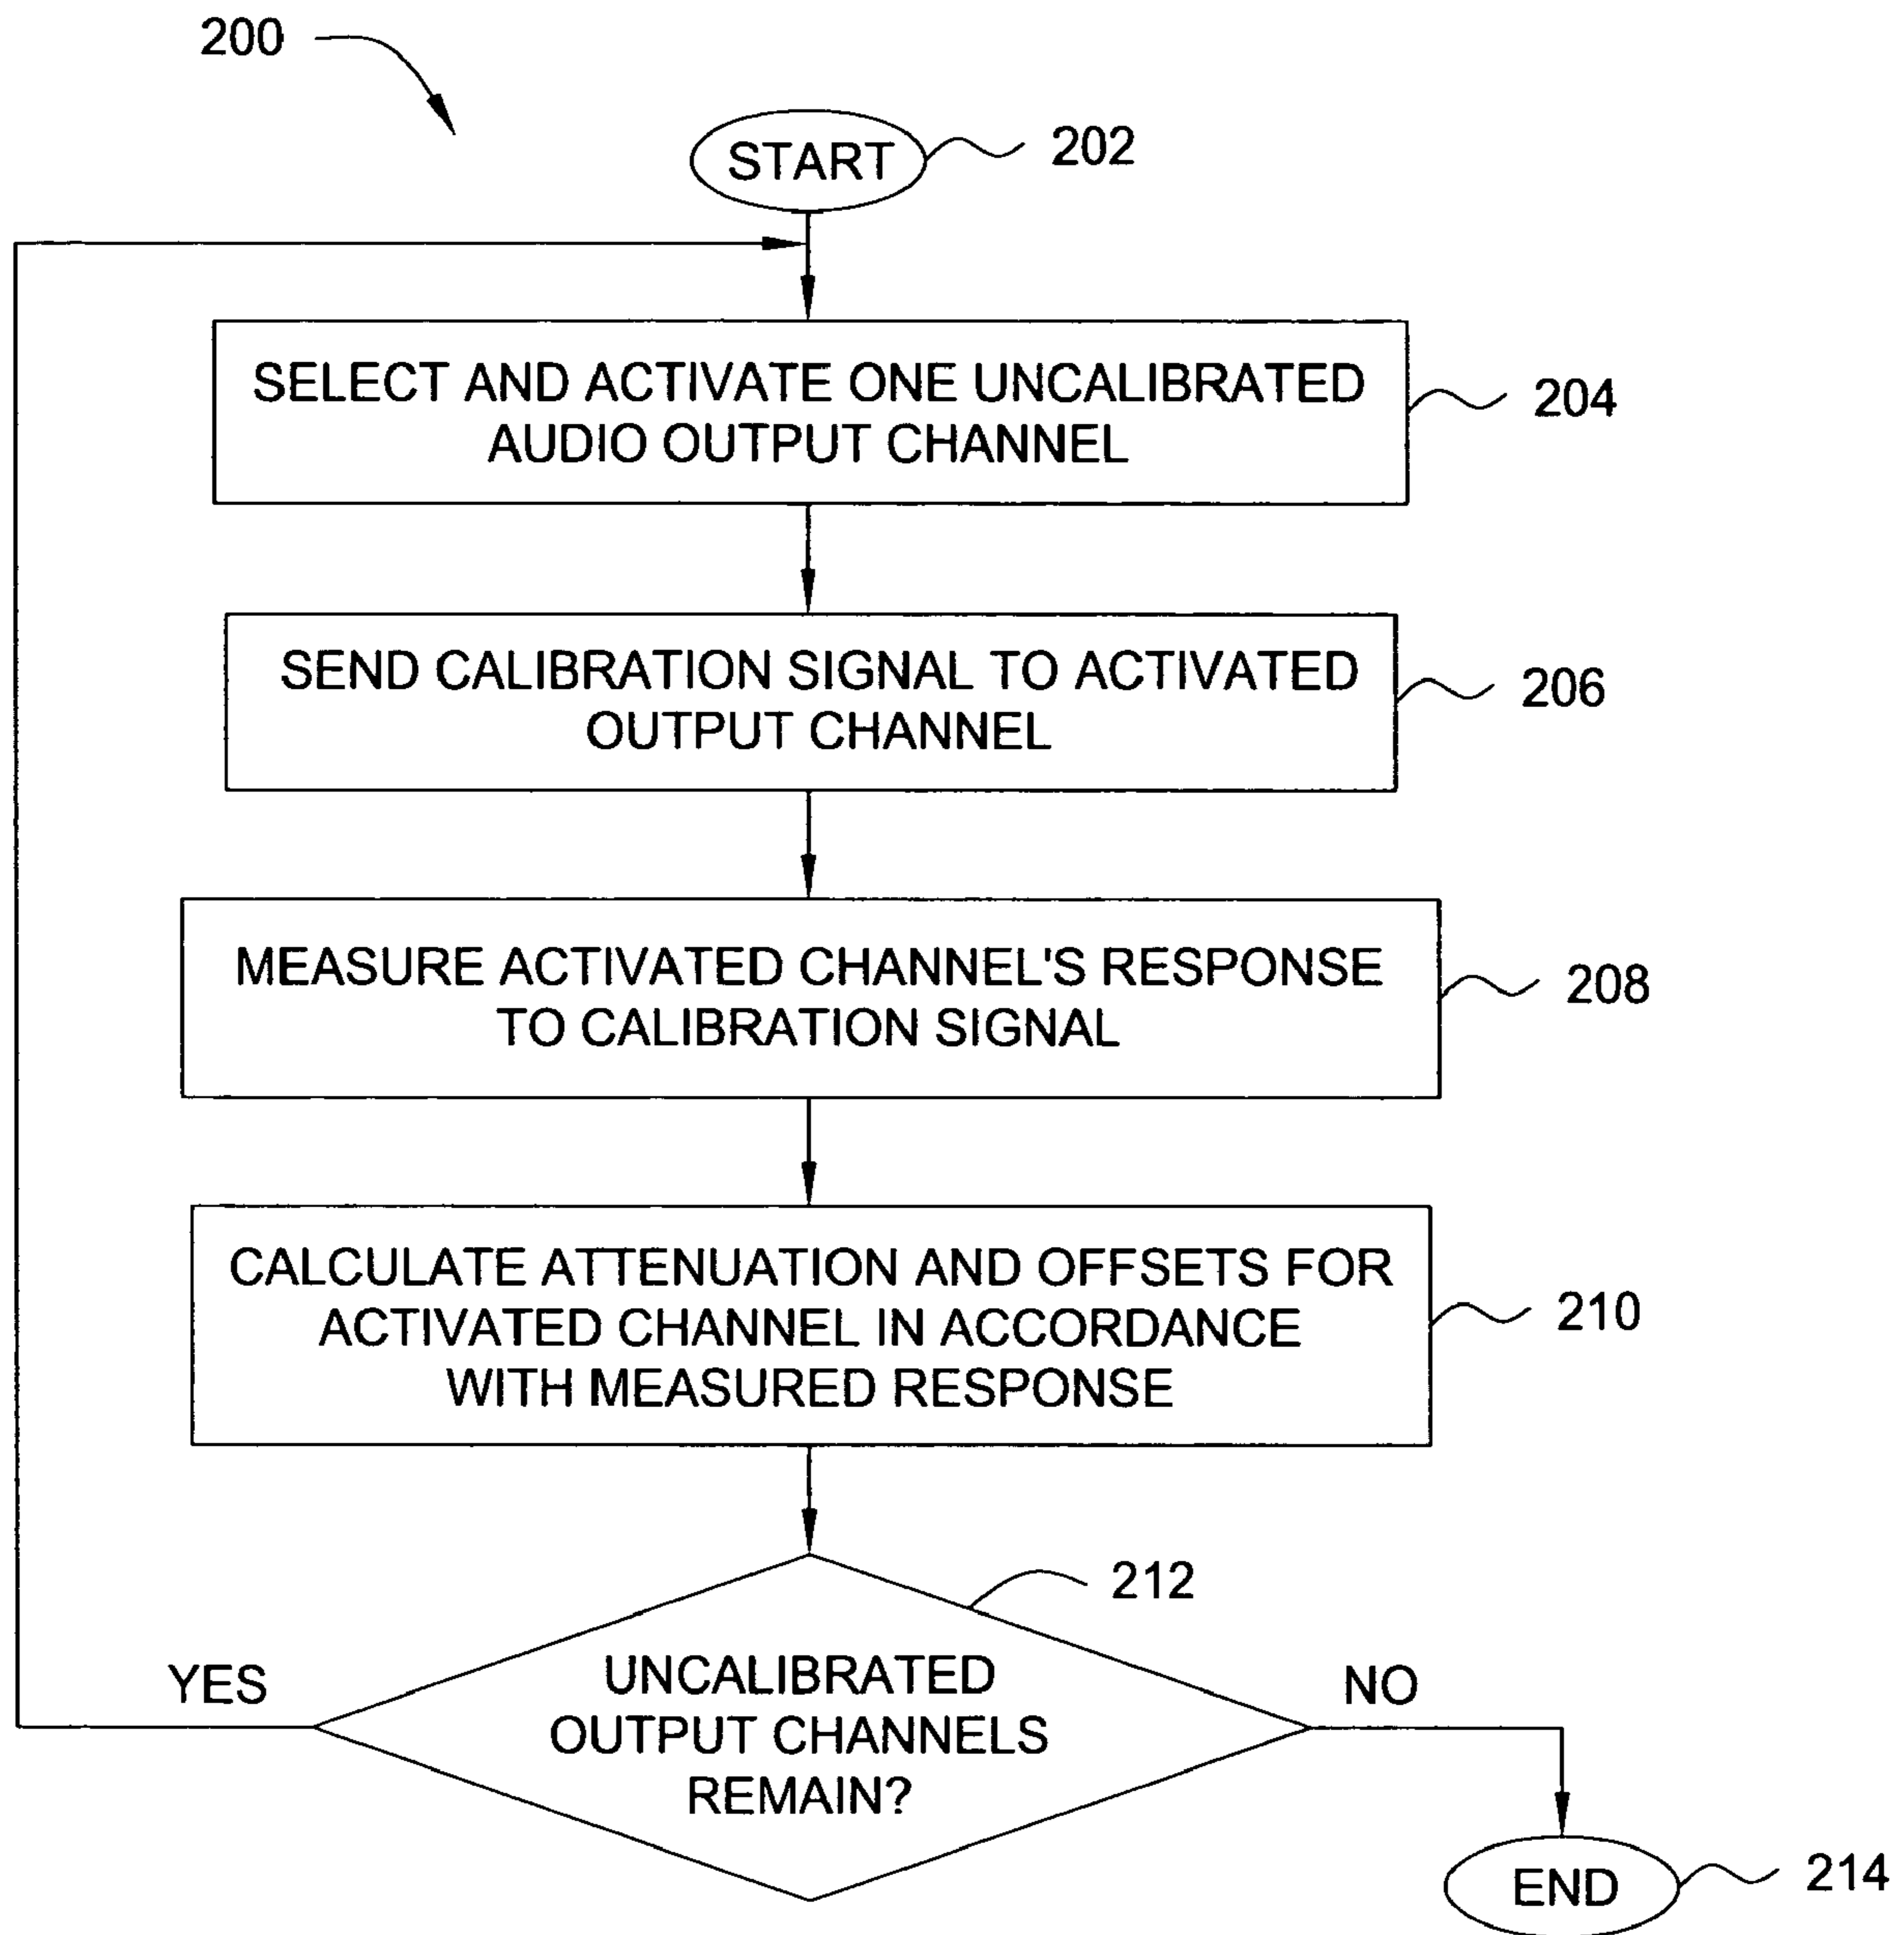 200
START
202
SELECT AND ACTIVATE ONE UNCALIBRATED
AUDIO OUTPUT CHANNEL
204
SEND CALIBRATION SIGNAL TO ACTIVATED
OUTPUT CHANNEL
206
MEASURE ACTIVATED CHANNEL'S RESPONSE
TO CALIBRATION SIGNAL
208
CALCULATE ATTENUATION AND OFFSETS FOR
ACTIVATED CHANNEL IN ACCORDANCE
WITH MEASURED RESPONSE
210
212
UNCALIBRATED
OUTPUT CHANNELS
REMAIN?
YES
NO
END
214